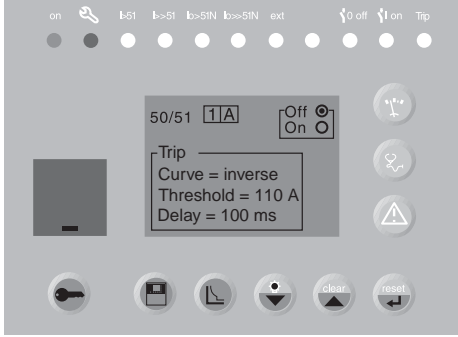 on I>51 I>>51 Io>51N Io>>51N ext 0 off I on Trip
50/51 1 A Off
On
Trip
Curve = inverse
Threshold = 110 A
Delay = 100 ms
clear reset